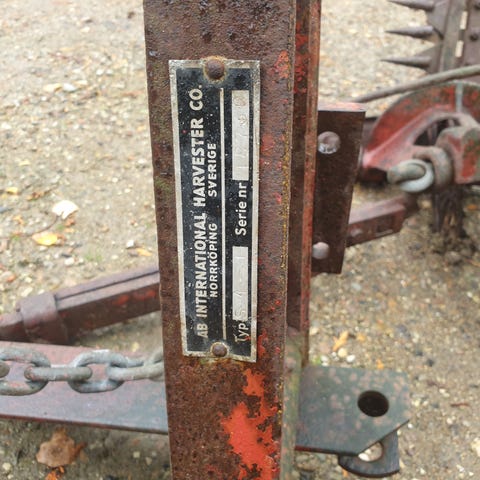 AB INTERNATIONAL HARVESTER CO.
NORRKÖPING SVERIGE
Typ Serie nr